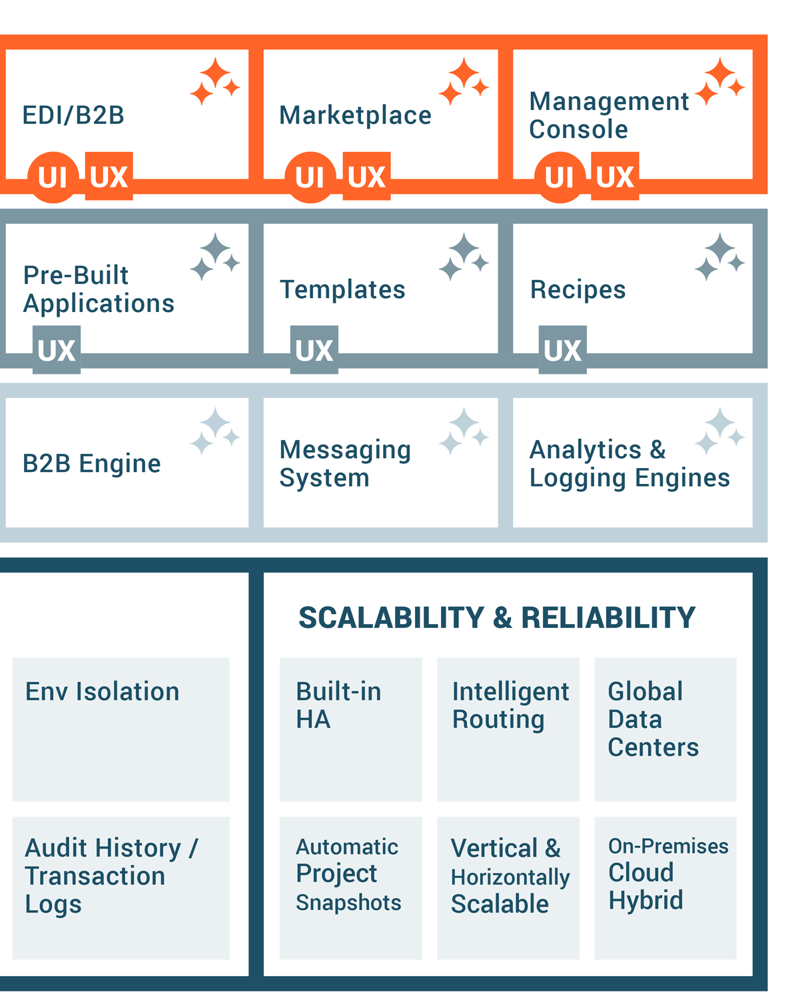 EDI/B2B
UI UX
Marketplace
UI UX
Management
Console
UI UX
Pre-Built
Applications
UX
Templates
UX
Recipes
UX
B2B Engine
Messaging
System
Analytics &
Logging Engines
Env Isolation
Audit History /
Transaction
Logs
SCALABILITY & RELIABILITY
Built-in
HA
Intelligent
Routing
Global
Data
Centers
Automatic
Project
Snapshots
Vertical &
Horizontally
Scalable
On-Premises
Cloud
Hybrid